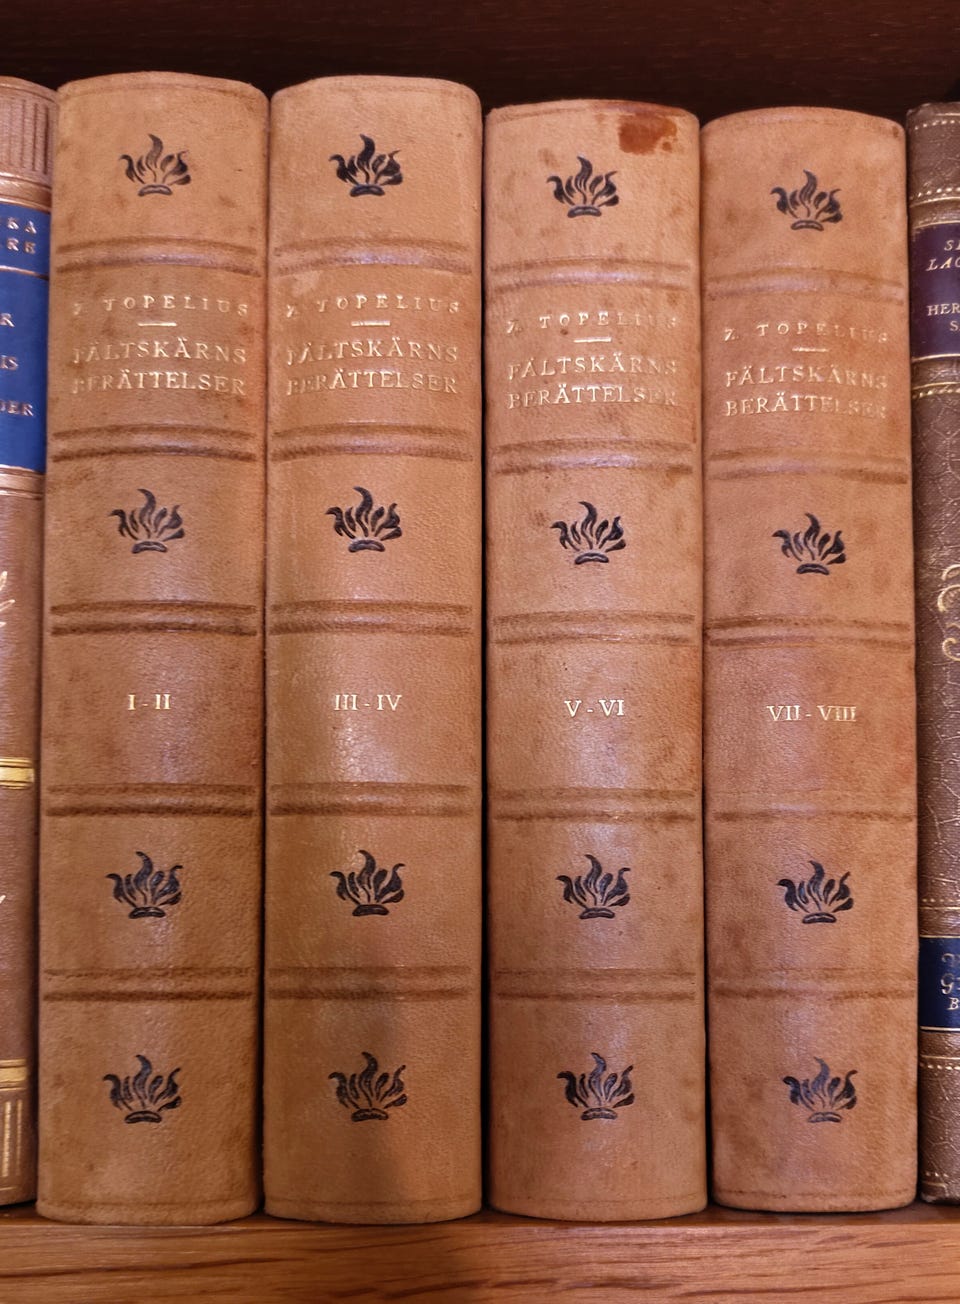 Z. TOPELIUS
FÄLTSKÄRNS
BERÄTTELSER
I - II
Z. TOPELIUS
FÄLTSKÄRNS
BERÄTTELSER
III - IV
Z. TOPELIUS
FÄLTSKÄRNS
BERÄTTELSER
V - VI
Z. TOPELIUS
FÄLTSKÄRNS
BERÄTTELSER
VII - VIII